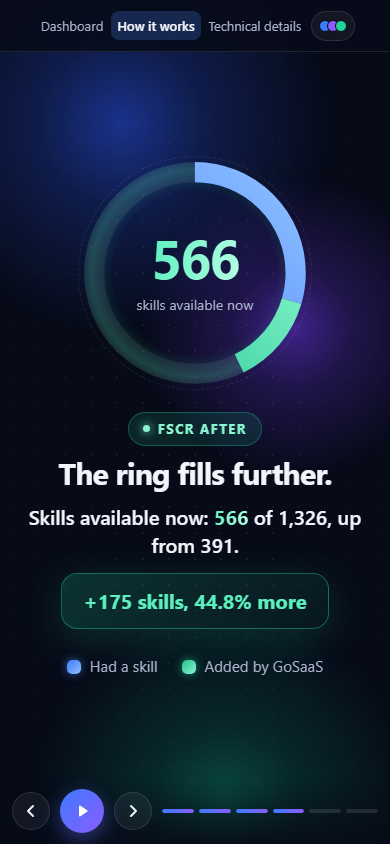 Dashboard How it works Technical details
566
skills available now
FSCR AFTER
The ring fills further.
Skills available now: 566 of 1,326, up
from 391.
+175 skills, 44.8% more
Had a skill Added by GoSaaS